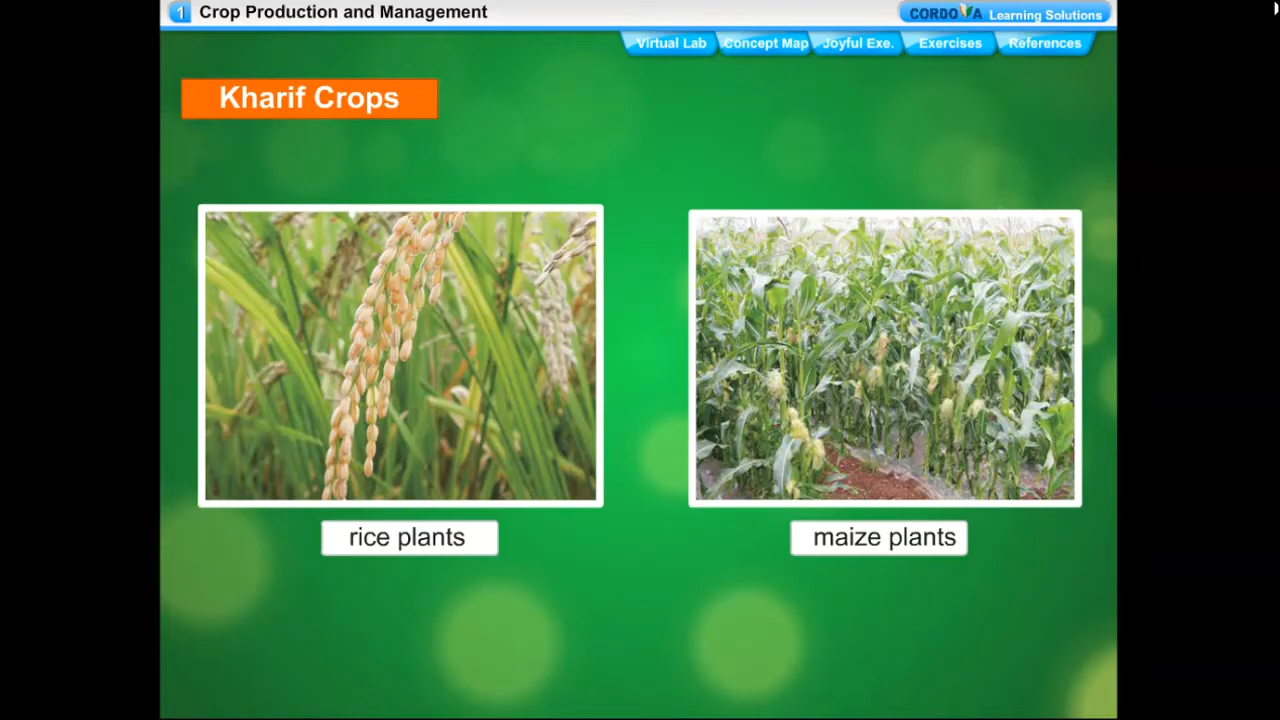 1 Crop Production and Management
CORDOVA Learning Solutions
Virtual Lab Concept Map Joyful Exe. Exercises References
Kharif Crops
rice plants
maize plants